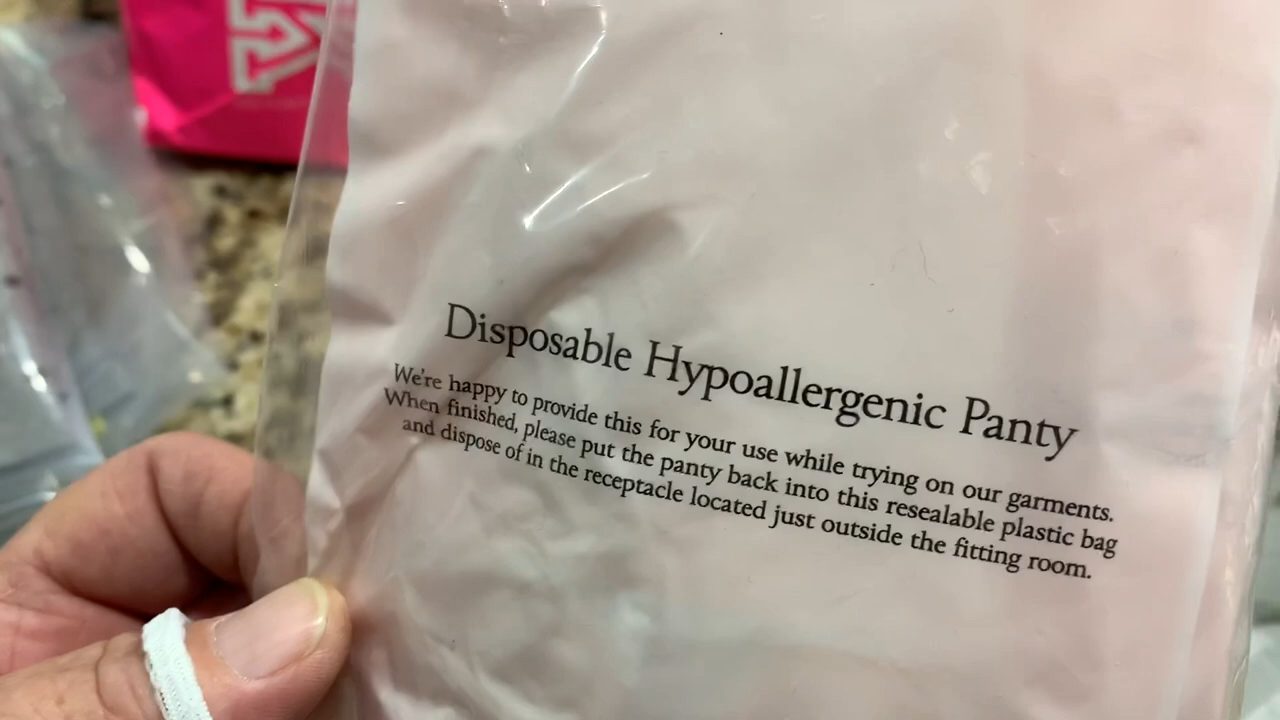 Disposable Hypoallergenic Panty
We're happy to provide this for your use while trying on our garments.
When finished, please put the panty back into this resealable plastic bag
and dispose of in the receptacle located just outside the fitting room.